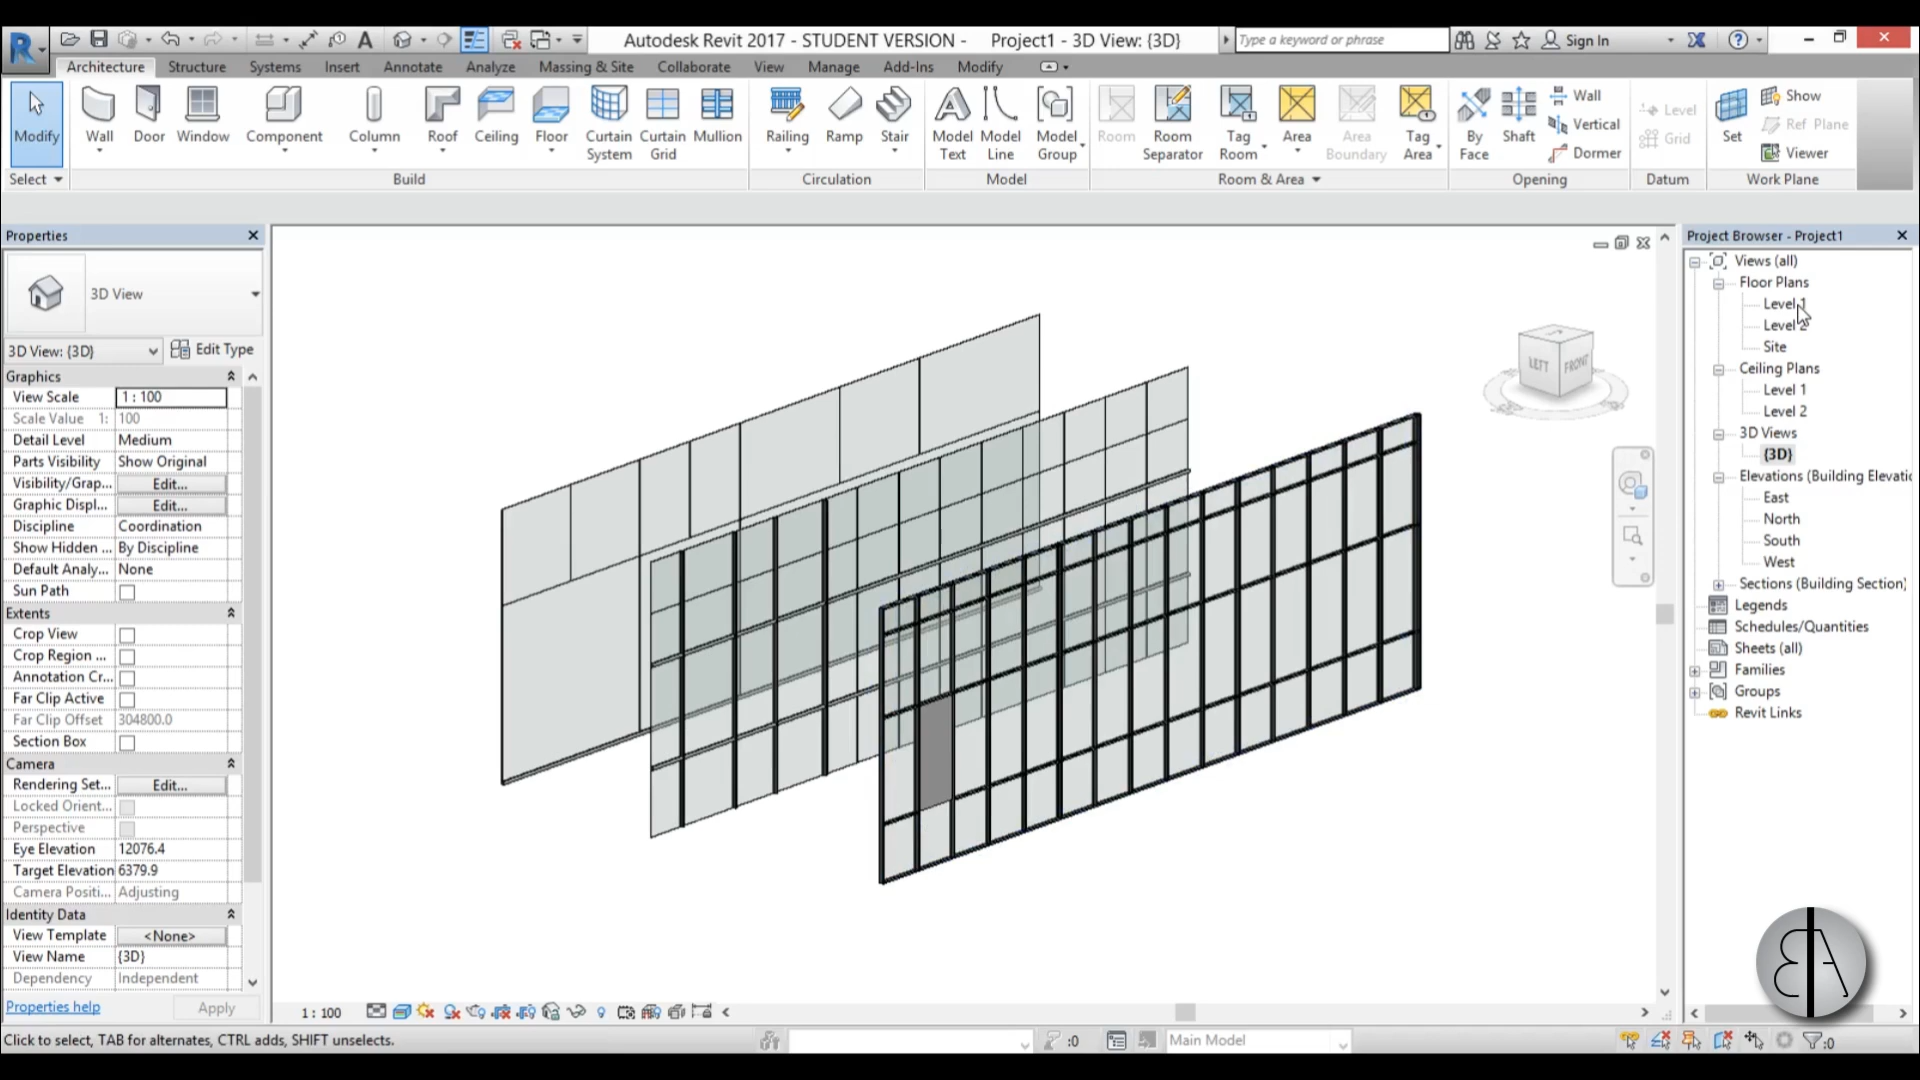 Autodesk Revit 2017 - STUDENT VERSION - Project1 - 3D View: {3D}
Type a keyword or phrase
Sign In
Architecture Structure Systems Insert Annotate Analyze Massing & Site Collaborate View Manage Add-Ins Modify
Modify Wall Door Window Component Column Roof Ceiling Floor Curtain System Curtain Grid Mullion
Select Build
Railing Ramp Stair
Circulation
Model Text Model Line Model Group
Model
Room Room Separator Tag Room Area Area Boundary Tag Area
Room & Area
By Face Shaft Wall Vertical Dormer
Opening
Level Grid
Datum
Set Show Ref Plane Viewer
Work Plane
Properties
3D View
3D View: {3D} Edit Type
Graphics
View Scale 1 : 100
Scale Value 1: 100
Detail Level Medium
Parts Visibility Show Original
Visibility/Grap... Edit...
Graphic Displ... Edit...
Discipline Coordination
Show Hidden ... By Discipline
Default Analy... None
Sun Path
Extents
Crop View
Crop Region ...
Annotation Cr...
Far Clip Active
Far Clip Offset 304800.0
Section Box
Camera
Rendering Set... Edit...
Locked Orient...
Perspective
Eye Elevation 12076.4
Target Elevation 6379.9
Camera Positi... Adjusting
Identity Data
View Template <None>
View Name {3D}
Dependency Independent
Properties help Apply
LEFT FRONT
1 : 100
Project Browser - Project1
Views (all)
Floor Plans
Level 1
Level 2
Site
Ceiling Plans
Level 1
Level 2
3D Views
{3D}
Elevations (Building Elevatio
East
North
South
West
Sections (Building Section)
Legends
Schedules/Quantities
Sheets (all)
Families
Groups
Revit Links
Click to select, TAB for alternates, CTRL adds, SHIFT unselects.
:0
Main Model
:0